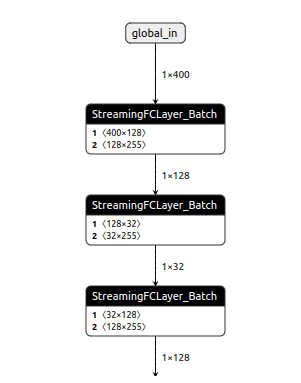 global_in
1×400
StreamingFCLayer_Batch
1 ⟨400×128⟩
2 ⟨128×255⟩
1×128
StreamingFCLayer_Batch
1 ⟨128×32⟩
2 ⟨32×255⟩
1×32
StreamingFCLayer_Batch
1 ⟨32×128⟩
2 ⟨128×255⟩
1×128